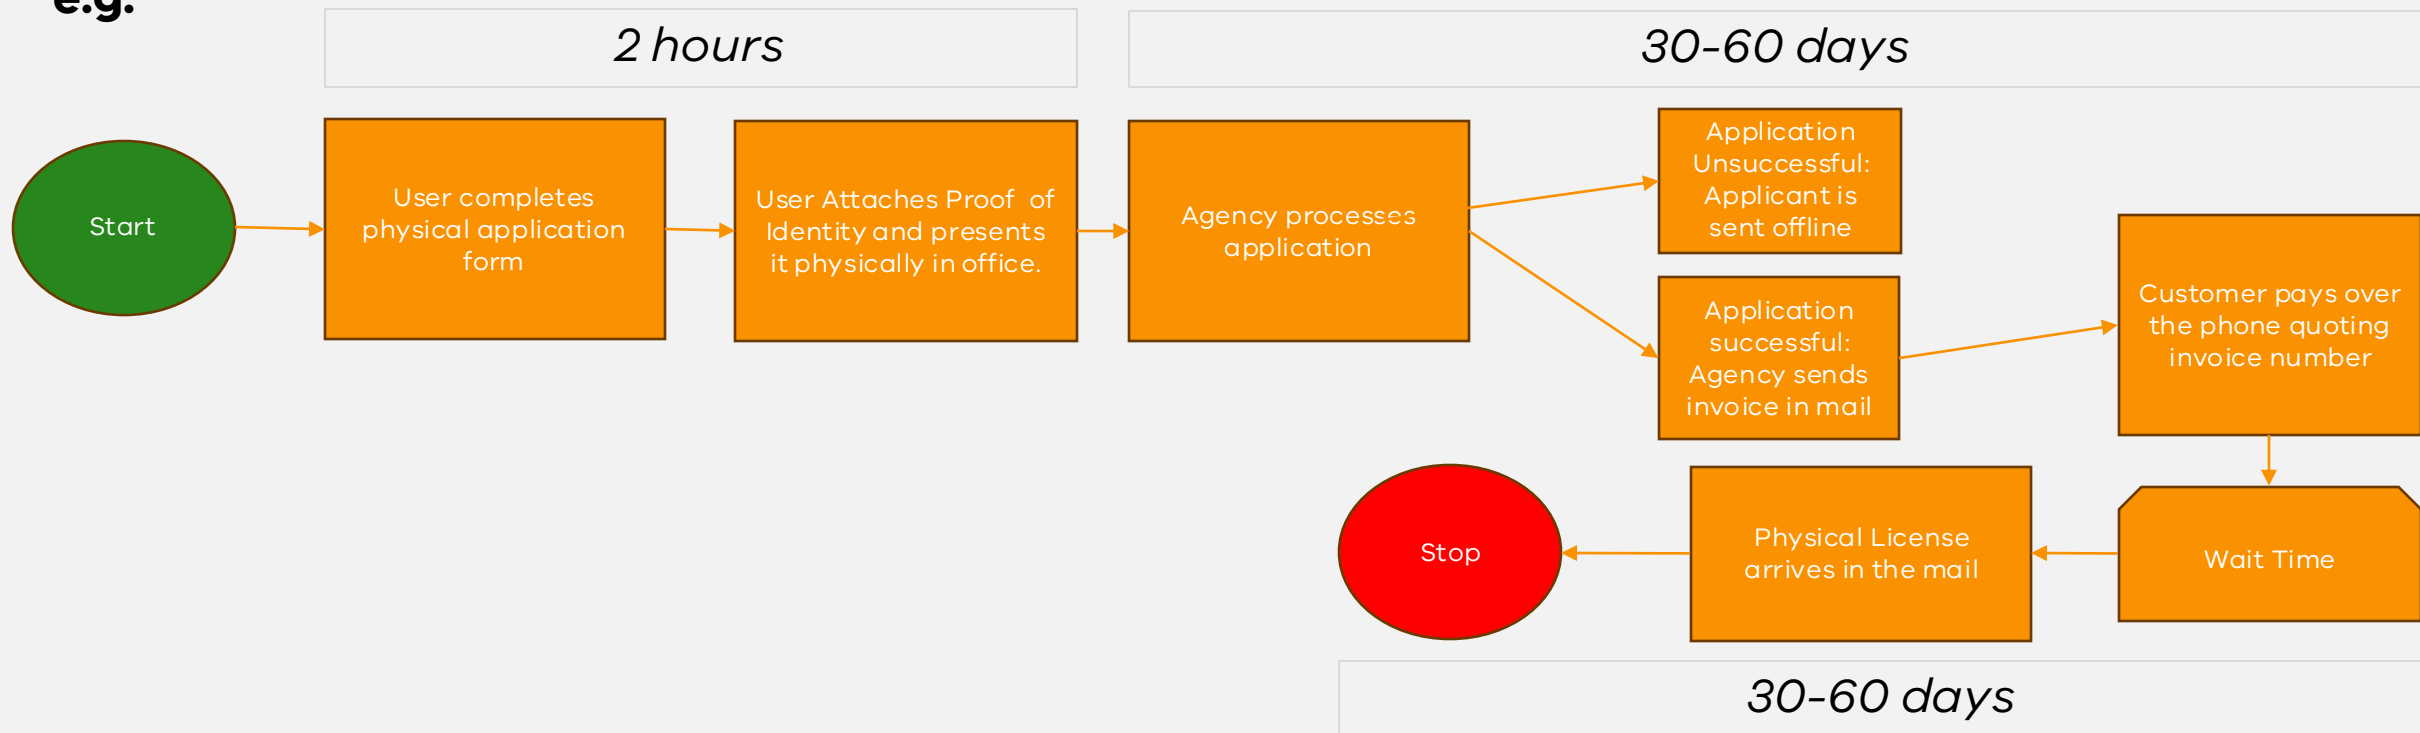 e.g.
2 hours
30-60 days
Start
User completes
physical application
form
User Attaches Proof  of
Identity and presents
it physically in office.
Agency processes
application
Application
Unsuccessful:
Applicant is
sent offline
Application
successful:
Agency sends
invoice in mail
Customer pays over
the phone quoting
invoice number
Wait Time
Physical License
arrives in the mail
Stop
30-60 days